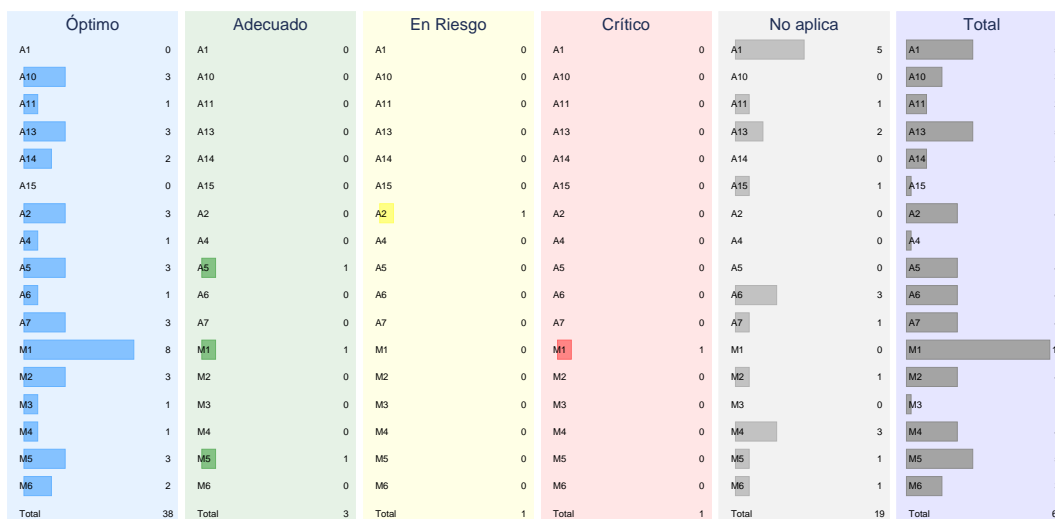 Óptimo Adecuado En Riesgo Crítico No aplica Total
A1 0 A1 0 A1 0 A1 0 A1 5 A1
A10 3 A10 0 A10 0 A10 0 A10 0 A10
A11 1 A11 0 A11 0 A11 0 A11 1 A11
A13 3 A13 0 A13 0 A13 0 A13 2 A13
A14 2 A14 0 A14 0 A14 0 A14 0 A14
A15 0 A15 0 A15 0 A15 0 A15 1 A15
A2 3 A2 0 A2 1 A2 0 A2 0 A2
A4 1 A4 0 A4 0 A4 0 A4 0 A4
A5 3 A5 1 A5 0 A5 0 A5 0 A5
A6 1 A6 0 A6 0 A6 0 A6 3 A6
A7 3 A7 0 A7 0 A7 0 A7 1 A7
M1 8 M1 1 M1 0 M1 1 M1 0 M1 1
M2 3 M2 0 M2 0 M2 0 M2 1 M2
M3 1 M3 0 M3 0 M3 0 M3 0 M3
M4 1 M4 0 M4 0 M4 0 M4 3 M4
M5 3 M5 1 M5 0 M5 0 M5 1 M5
M6 2 M6 0 M6 0 M6 0 M6 1 M6
Total 38 Total 3 Total 1 Total 1 Total 19 Total 6